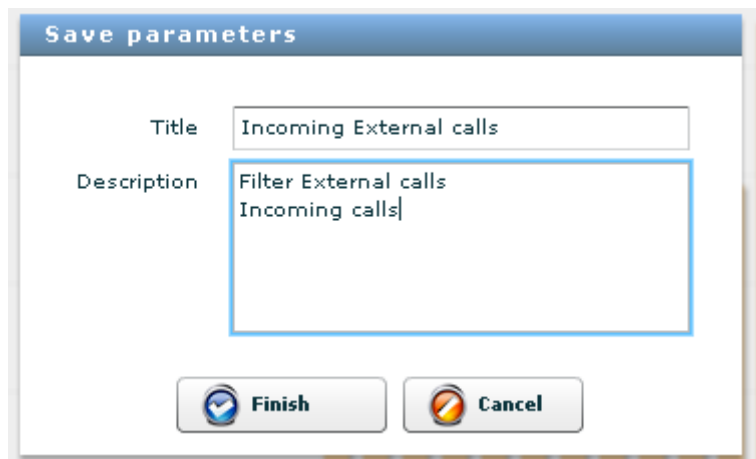 Save parameters
Title
Incoming External calls
Description
Filter External calls
Incoming calls
Finish
Cancel